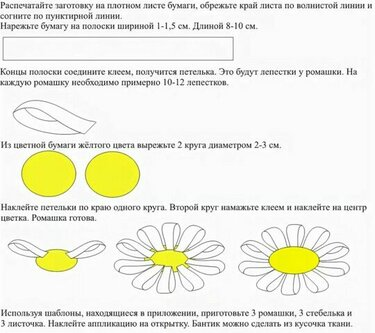 Распечатайте заготовку на плотном листе бумаги, обрежьте край листа по волнистой линии и
согните по пунктирной линии.
Нарежьте бумагу на полоски шириной 1-1,5 см. Длиной 8-10 см.
Концы полоски соедините клеем, получится петелька. Это будут лепестки у ромашки. На
каждую ромашку необходимо примерно 10-12 лепестков.
Из цветной бумаги жёлтого цвета вырежьте 2 круга диаметром 2-3 см.
Наклейте петельки по краю одного круга. Второй круг намажьте клеем и наклейте на центр
цветка. Ромашка готова.
Используя шаблоны, находящиеся в приложении, приготовьте 3 ромашки, 3 стебелька и
3 листочка. Наклейте аппликацию на открытку. Бантик можно сделать из кусочка ткани.